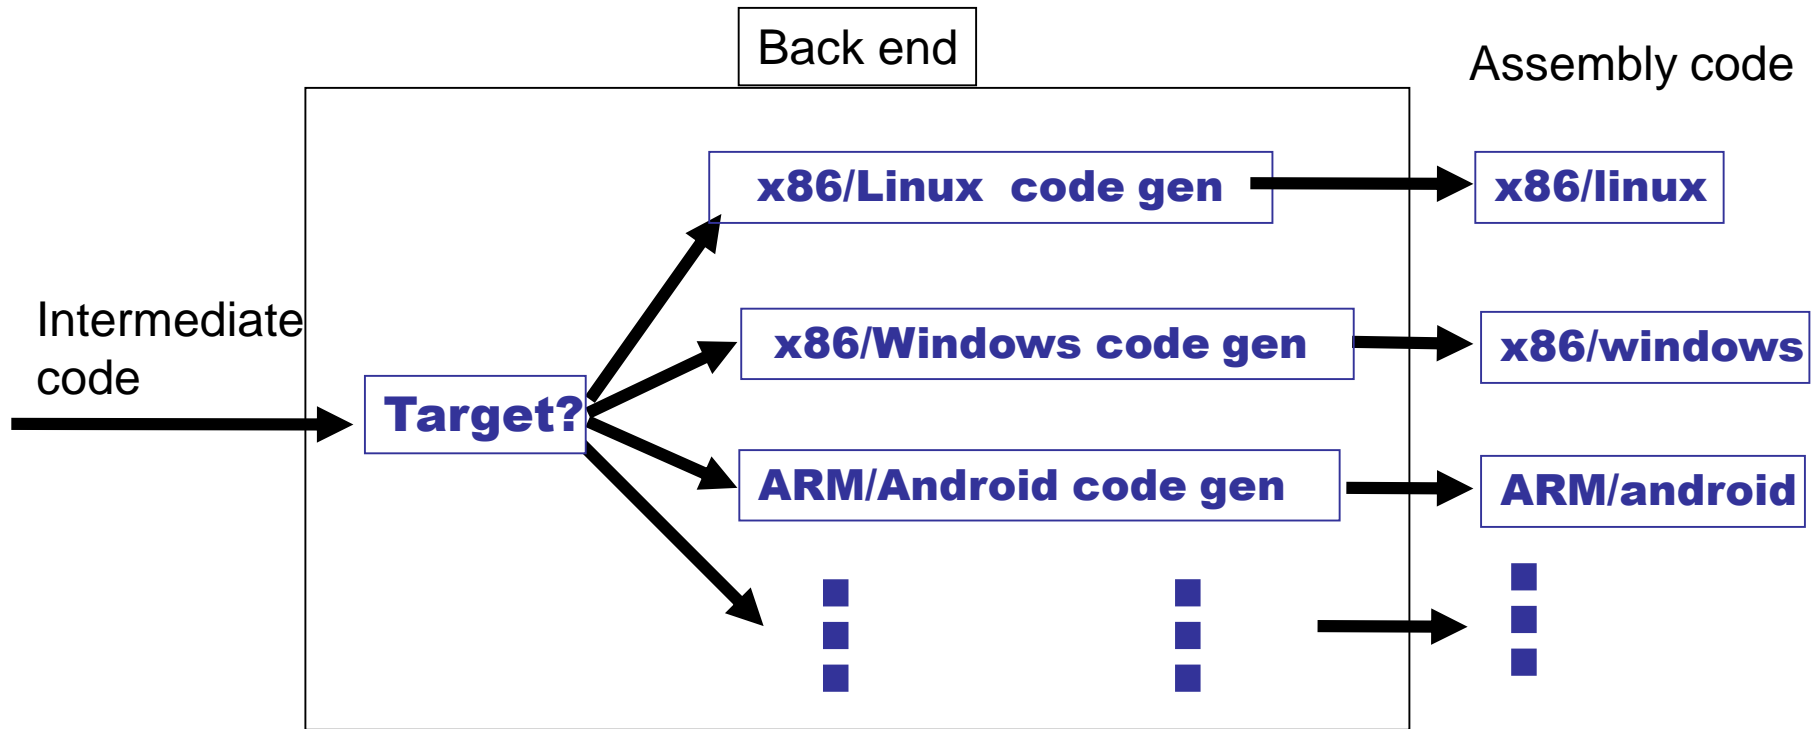 Back end
Assembly code
x86/Linux code gen
x86/linux
Intermediate
code
x86/Windows code gen
x86/windows
Target?
ARM/Android code gen
ARM/android